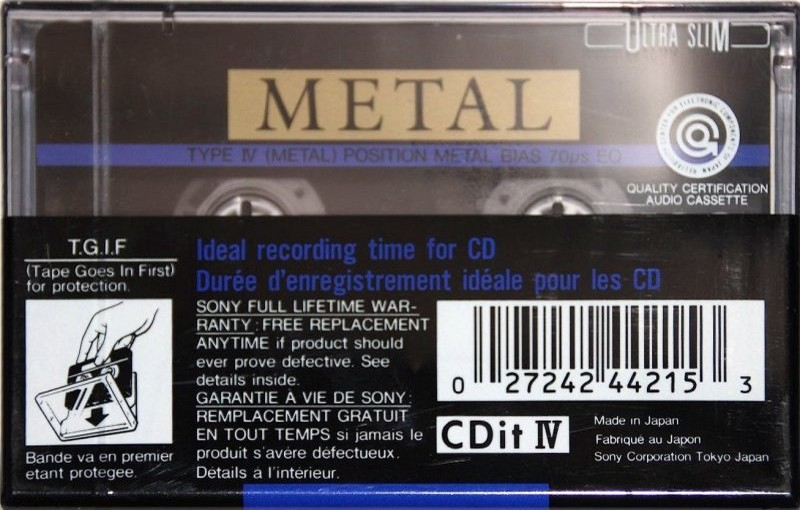 ULTRA SLIM
METAL
TYPE IV (METAL) POSITION METAL BIAS 70µs EQ
QUALITY CERTIFICATION
AUDIO CASSETTE
T.G.I.F
(Tape Goes In First)
for protection.
Bande va en premier
etant protegee.
Ideal recording time for CD
Durée d'enregistrement idéale pour les CD
SONY FULL LIFETIME WAR-
RANTY: FREE REPLACEMENT
ANYTIME if product should
ever prove defective. See
details inside.
GARANTIE À VIE DE SONY:
REMPLACEMENT GRATUIT
EN TOUT TEMPS si jamais le
produit s'avère défectueux.
Détails à l'intérieur.
0 27242 44215 3
CDit IV
Made in Japan
Fabriqué au Japon
Sony Corporation Tokyo Japan